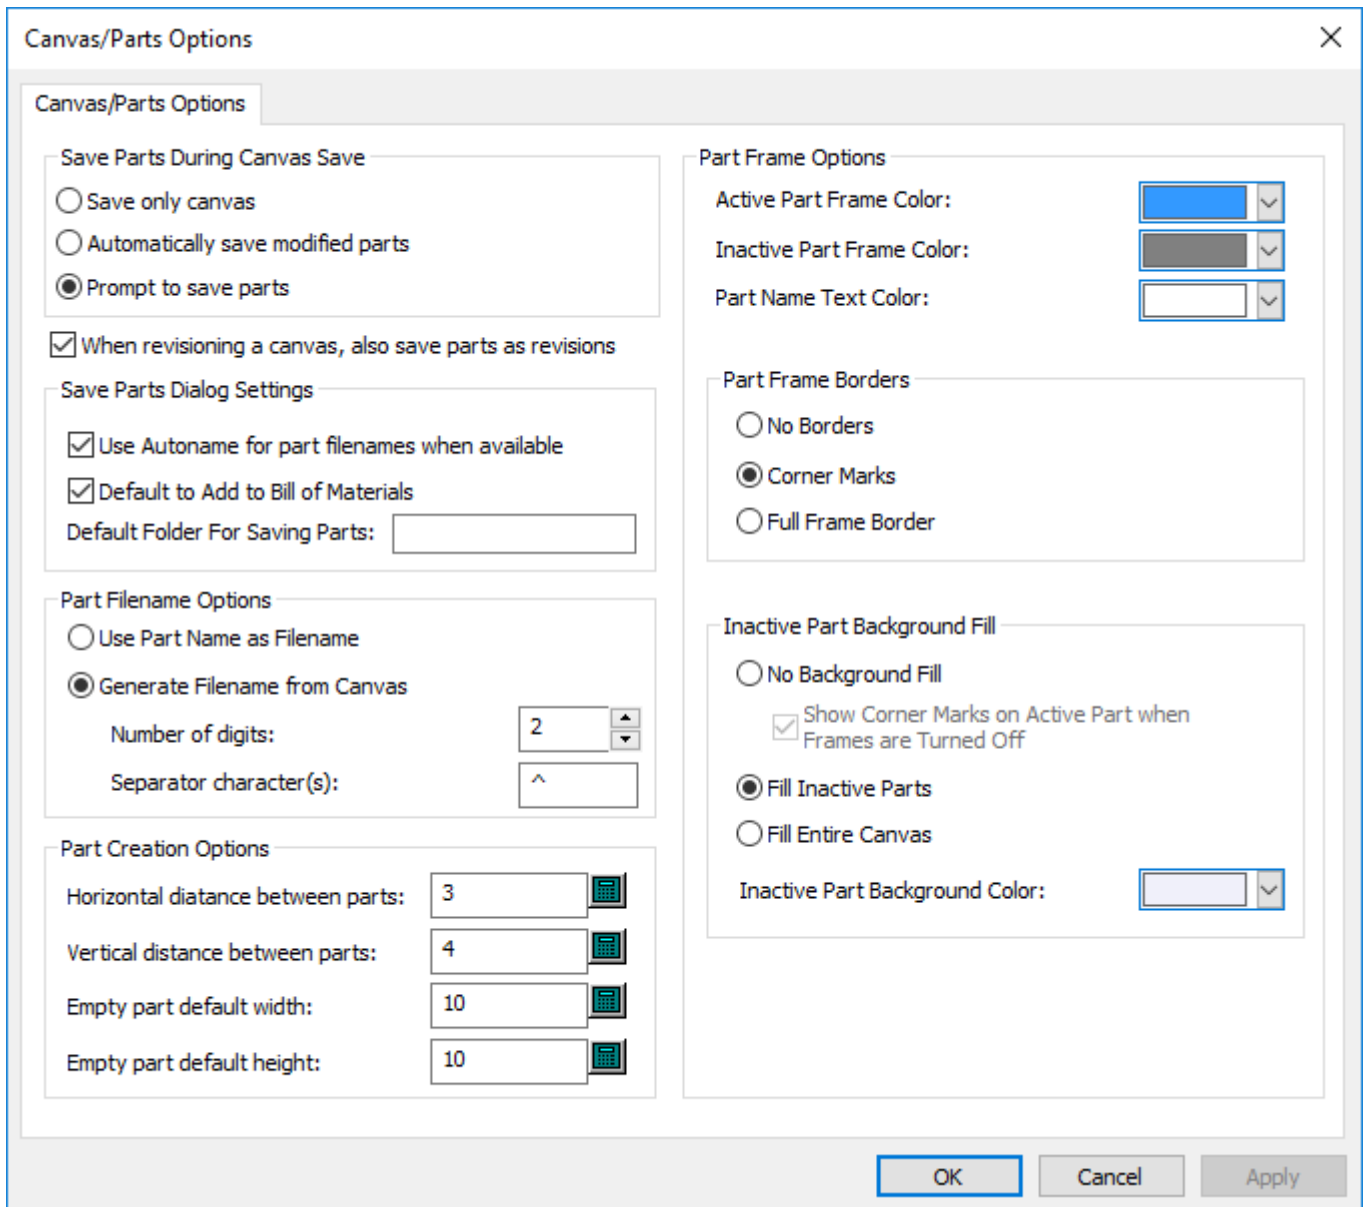 Canvas/Parts Options
Canvas/Parts Options
Save Parts During Canvas Save
Save only canvas
Automatically save modified parts
Prompt to save parts
When revisioning a canvas, also save parts as revisions
Save Parts Dialog Settings
Use Autoname for part filenames when available
Default to Add to Bill of Materials
Default Folder For Saving Parts:
Part Filename Options
Use Part Name as Filename
Generate Filename from Canvas
Number of digits: 2
Separator character(s): ^
Part Creation Options
Horizontal diatance between parts: 3
Vertical distance between parts: 4
Empty part default width: 10
Empty part default height: 10
Part Frame Options
Active Part Frame Color:
Inactive Part Frame Color:
Part Name Text Color:
Part Frame Borders
No Borders
Corner Marks
Full Frame Border
Inactive Part Background Fill
No Background Fill
Show Corner Marks on Active Part when
Frames are Turned Off
Fill Inactive Parts
Fill Entire Canvas
Inactive Part Background Color:
OK Cancel Apply